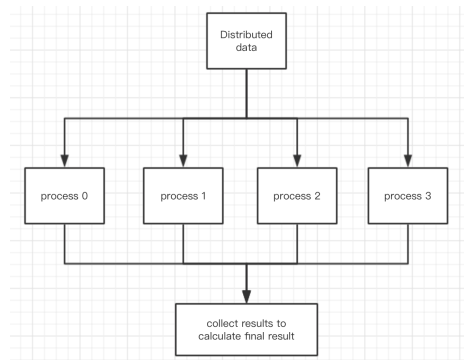 Distributed
data
process 0
process 1
process 2
process 3
collect results to
calculate final result